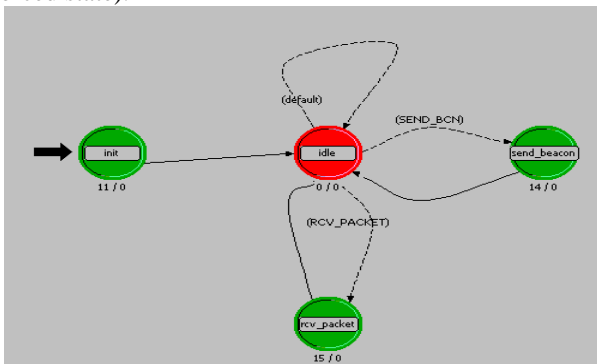 (default)
(SEND_BCN)
init
idle
send_beacon
11 / 0
0 / 0
14 / 0
(RCV_PACKET)
rcv_packet
15 / 0